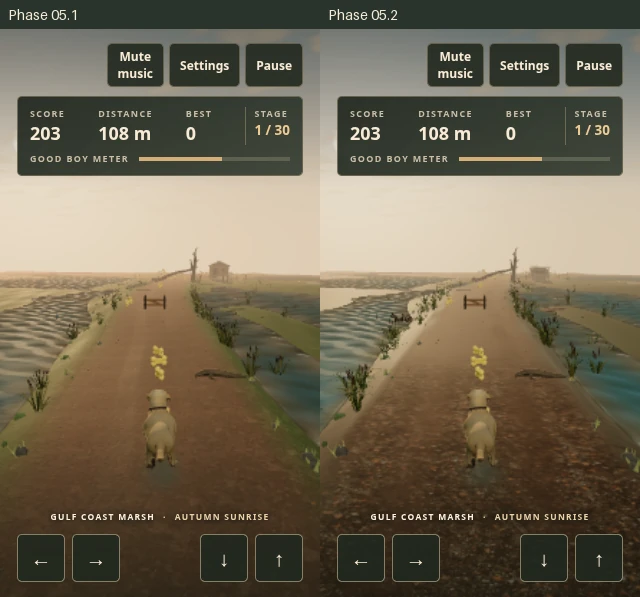 Phase 05.1
Mute music
Settings
Pause
SCORE
DISTANCE
BEST
STAGE
203
108 m
0
1 / 30
GOOD BOY METER
GULF COAST MARSH · AUTUMN SUNRISE
← → ↓ ↑
Phase 05.2
Mute music
Settings
Pause
SCORE
DISTANCE
BEST
STAGE
203
108 m
0
1 / 30
GOOD BOY METER
GULF COAST MARSH · AUTUMN SUNRISE
← → ↓ ↑